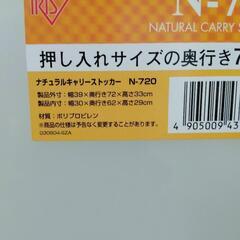 IRIS
N-7
NATURAL CARRY S
押し入れサイズの奥行き7
ナチュラルキャリーストッカー N-720
製品外寸：幅39×奥行き72×高さ33cm
製品内寸：幅30×奥行き62×高さ29cm
材質：ポリプロピレン
※商品の仕様は予告なく変更することがあります。
030604-SZA
4 905009 43